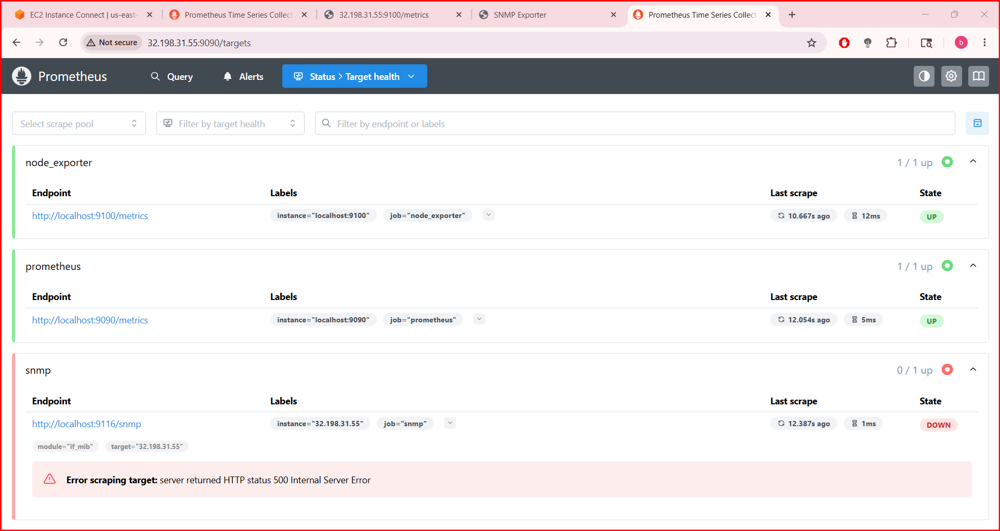 EC2 Instance Connect | us-east- Prometheus Time Series Collect 32.198.31.55:9100/metrics SNMP Exporter Prometheus Time Series Collect
Not secure 32.198.31.55:9090/targets b
Prometheus Query Alerts Status > Target health
Select scrape pool Filter by target health Filter by endpoint or labels
node_exporter 1 / 1 up
Endpoint Labels Last scrape State
http://localhost:9100/metrics instance="localhost:9100" job="node_exporter" 10.667s ago 12ms UP
prometheus 1 / 1 up
Endpoint Labels Last scrape State
http://localhost:9090/metrics instance="localhost:9090" job="prometheus" 12.054s ago 5ms UP
snmp 0 / 1 up
Endpoint Labels Last scrape State
http://localhost:9116/snmp instance="32.198.31.55" job="snmp" 12.387s ago 1ms DOWN
module="if_mib" target="32.198.31.55"
Error scraping target: server returned HTTP status 500 Internal Server Error